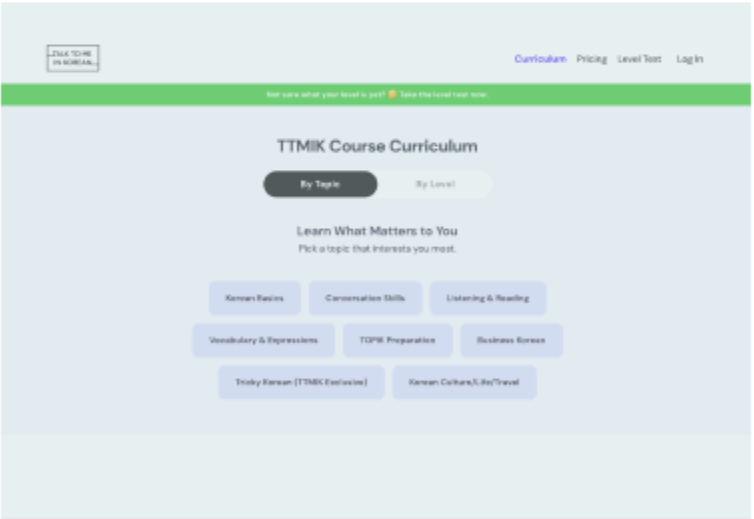 TALK TO ME
IN KOREAN
Curriculum Pricing Level Test Log In
Not sure what your level is yet? 🤔 Take the level test now.
TTMIK Course Curriculum
By Topic By Level
Learn What Matters to You
Pick a topic that interests you most.
Korean Basics Conversation Skills Listening & Reading
Vocabulary & Expressions TOPIK Preparation Business Korean
Tricky Korean (TTMIK Exclusive) Korean Culture/Life/Travel